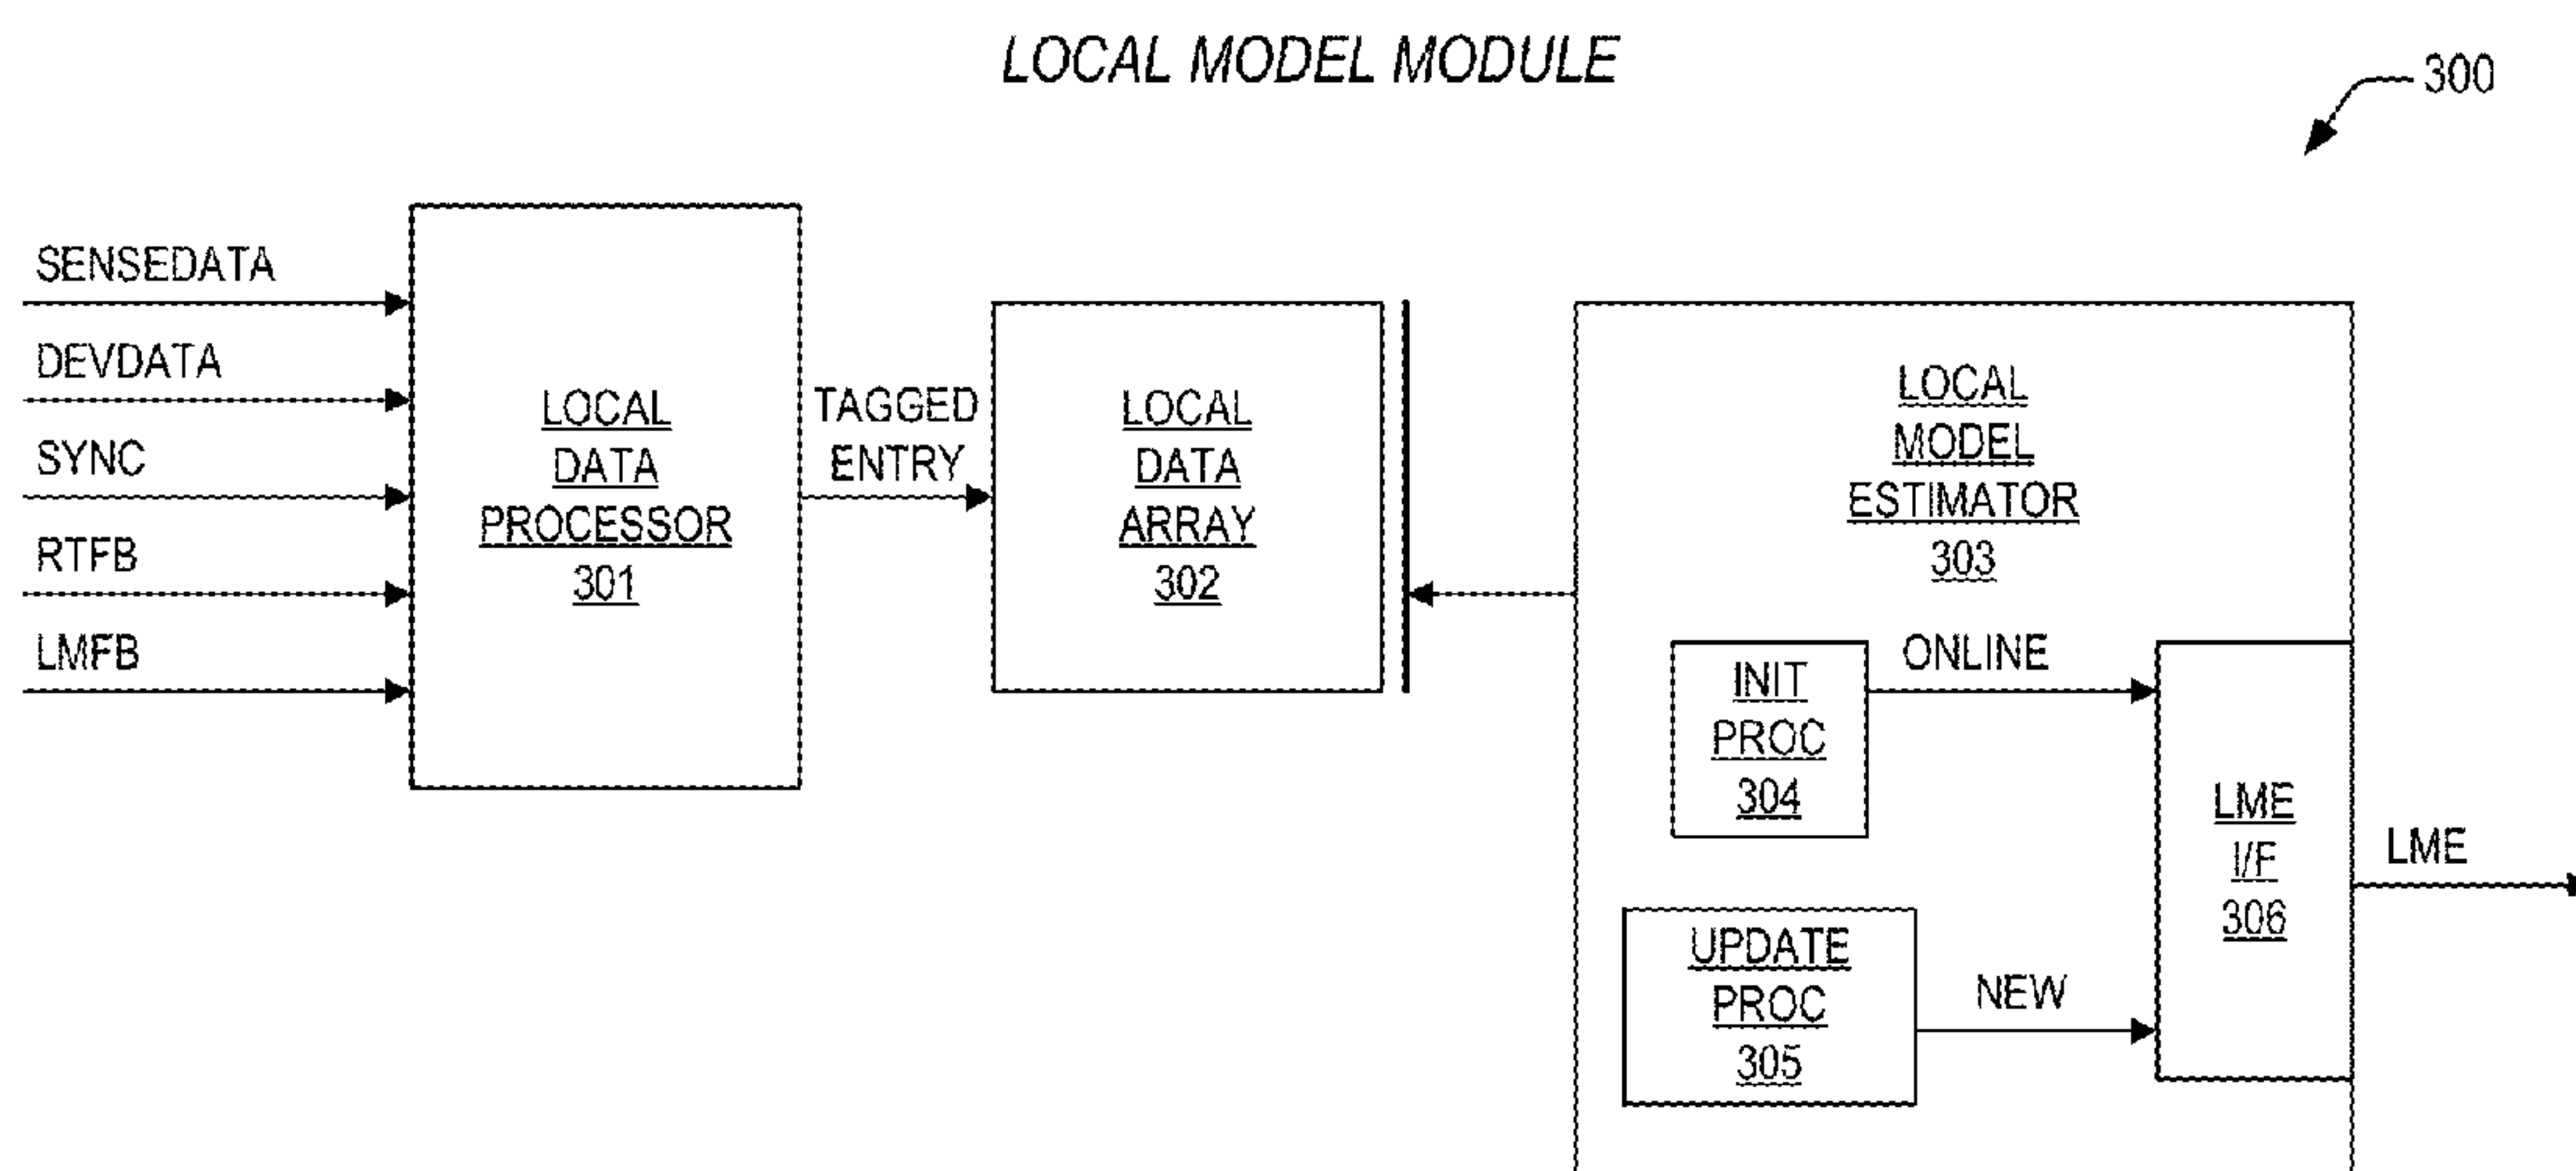 LOCAL MODEL MODULE
300
SENSEDATA
DEVDATA
SYNC
RTFB
LMFB
LOCAL
DATA
PROCESSOR
301
TAGGED
ENTRY
LOCAL
DATA
ARRAY
302
LOCAL
MODEL
ESTIMATOR
303
INIT
PROC
304
ONLINE
UPDATE
PROC
305
NEW
LME
I/F
306
LME